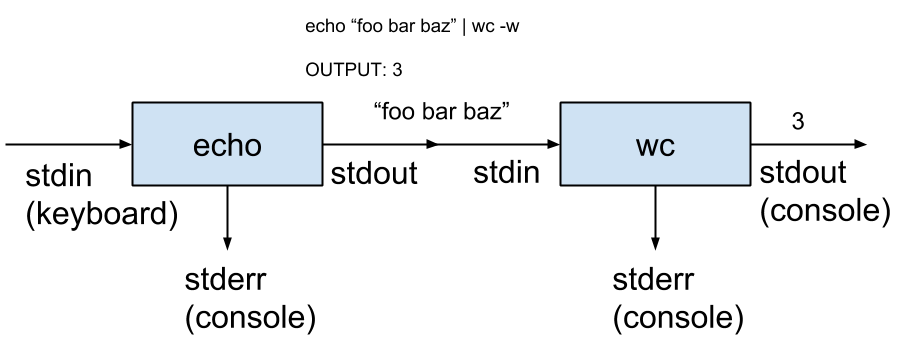 echo “foo bar baz” | wc -w
OUTPUT: 3
“foo bar baz”
echo
wc
3
stdin
(keyboard)
stdout
stdin
stdout
(console)
stderr
(console)
stderr
(console)